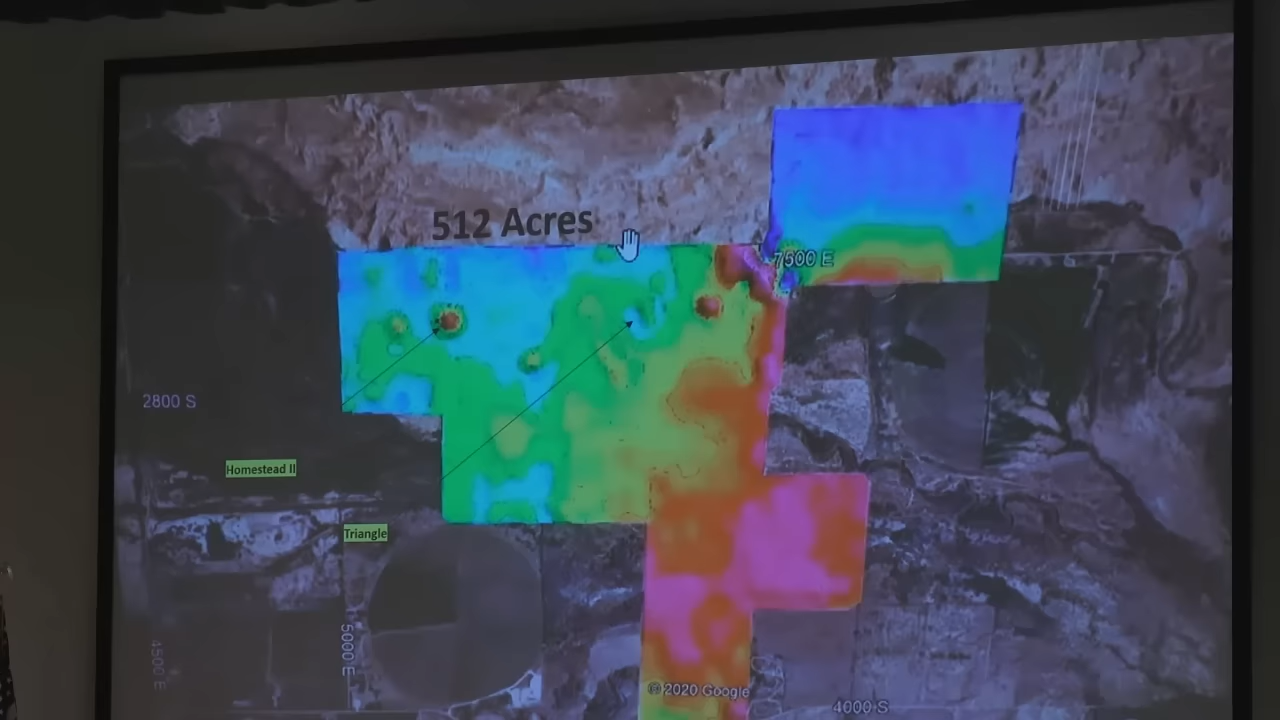 512 Acres
7500 E
2800 S
Homestead II
Triangle
5000 E
4500 E
© 2020 Google
4000 S